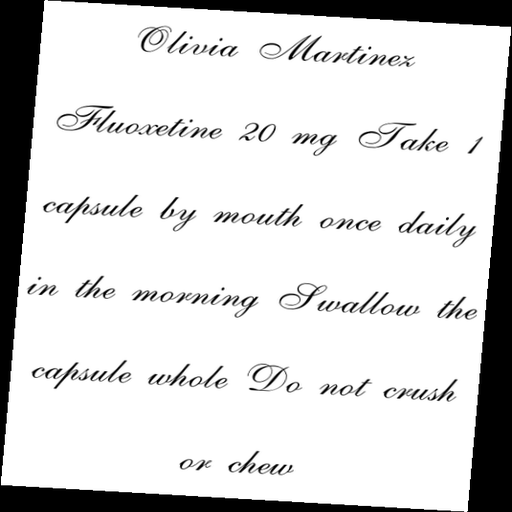 Olivia Martinez
Fluoxetine 20 mg Take 1
capsule by mouth once daily
in the morning Swallow the
capsule whole Do not crush
or chew